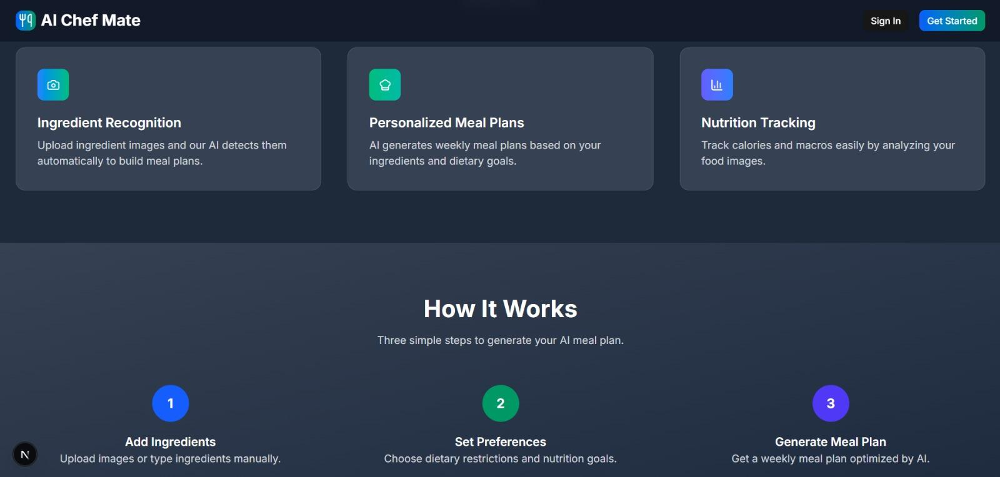 AI Chef Mate
Sign In
Get Started
Ingredient Recognition
Upload ingredient images and our AI detects them
automatically to build meal plans.
Personalized Meal Plans
AI generates weekly meal plans based on your
ingredients and dietary goals.
Nutrition Tracking
Track calories and macros easily by analyzing your
food images.
How It Works
Three simple steps to generate your AI meal plan.
1
Add Ingredients
Upload images or type ingredients manually.
2
Set Preferences
Choose dietary restrictions and nutrition goals.
3
Generate Meal Plan
Get a weekly meal plan optimized by AI.
N